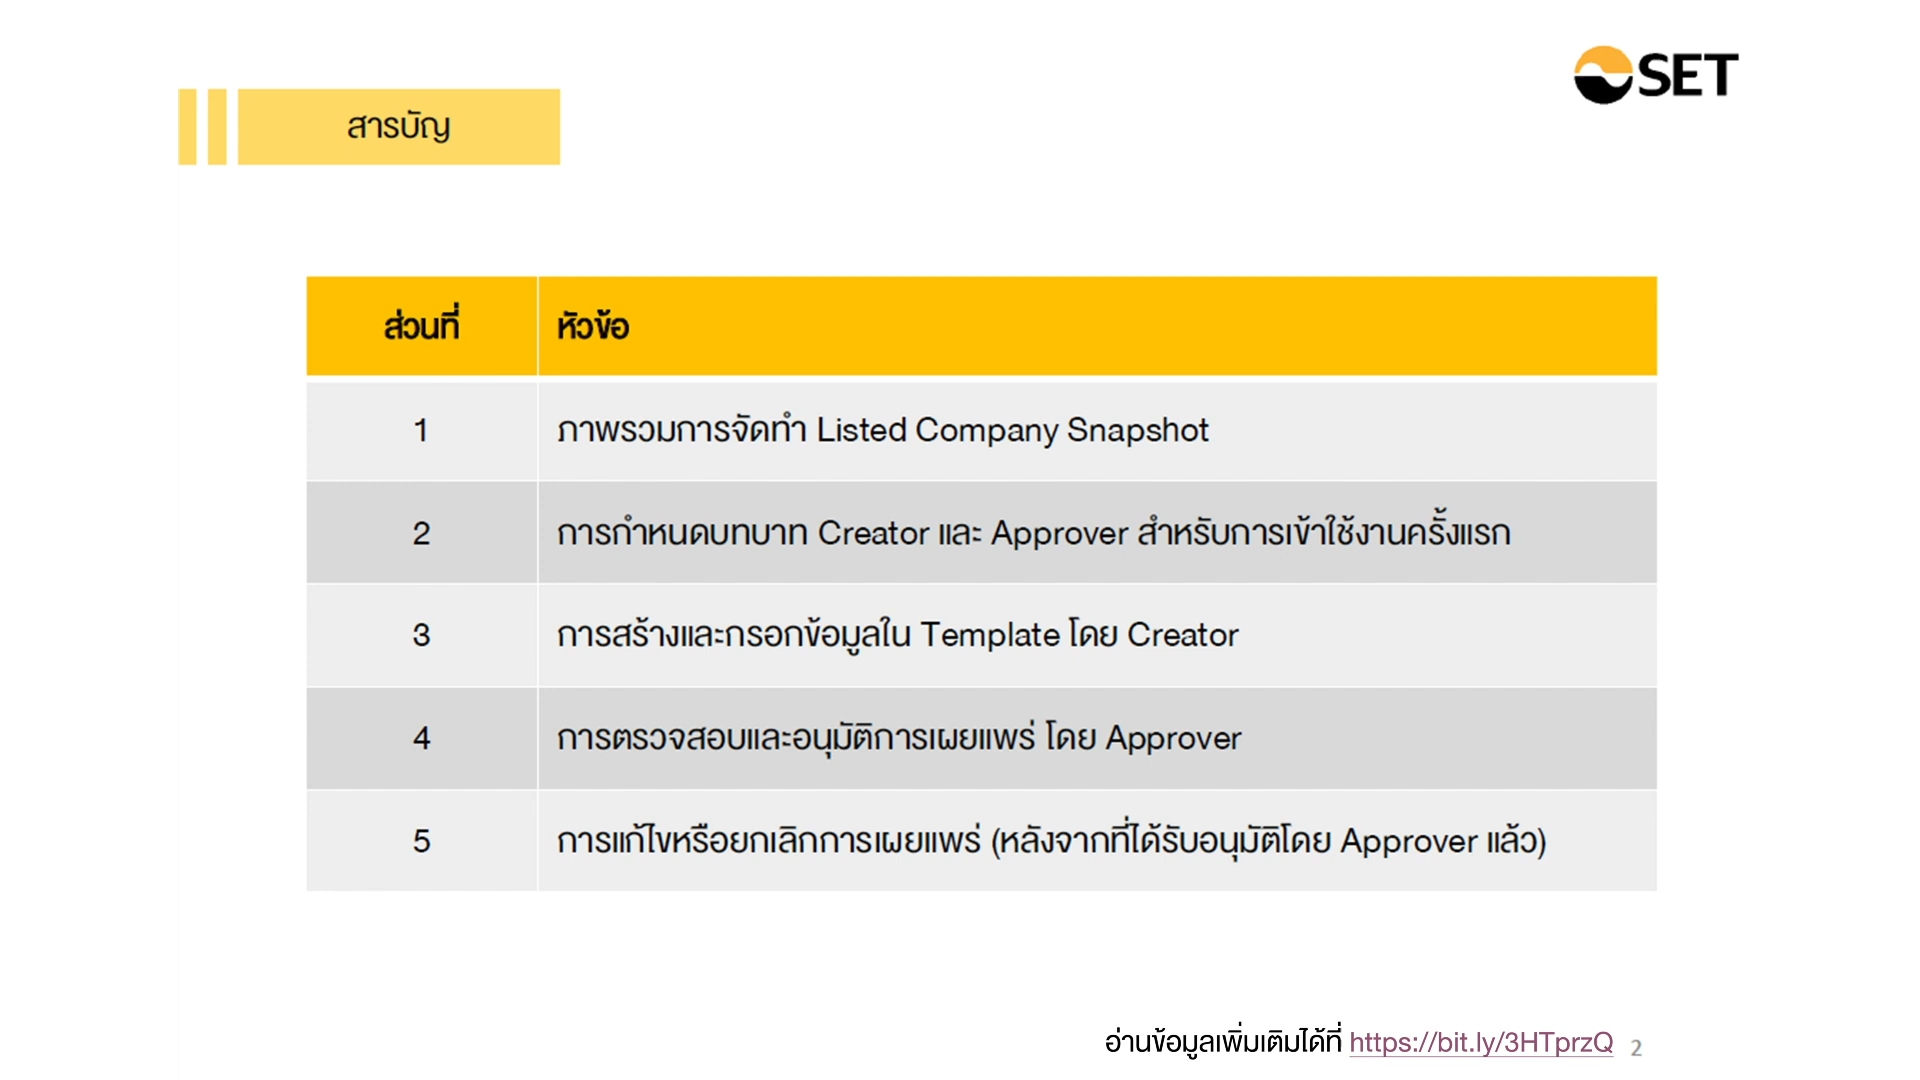 SET
สารบัญ
ส่วนที่ หัวข้อ
1 ภาพรวมการจัดทำ Listed Company Snapshot
2 การกำหนดบทบาท Creator และ Approver สำหรับการเข้าใช้งานครั้งแรก
3 การสร้างและกรอกข้อมูลใน Template โดย Creator
4 การตรวจสอบและอนุมัติการเผยแพร่ โดย Approver
5 การแก้ไขหรือยกเลิกการเผยแพร่ (หลังจากที่ได้รับอนุมัติโดย Approver แล้ว)
อ่านข้อมูลเพิ่มเติมได้ที่ https://bit.ly/3HTprzQ 2